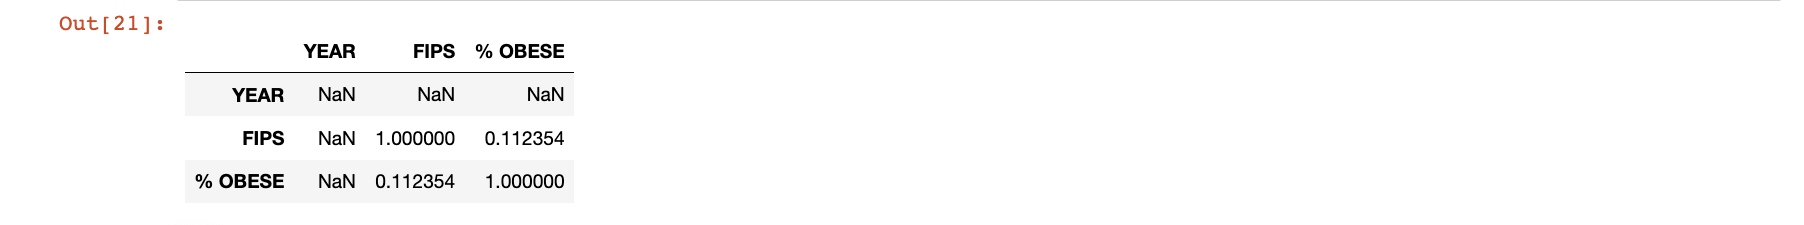 Out[21]:
YEAR FIPS % OBESE
YEAR NaN NaN NaN
FIPS NaN 1.000000 0.112354
% OBESE NaN 0.112354 1.000000